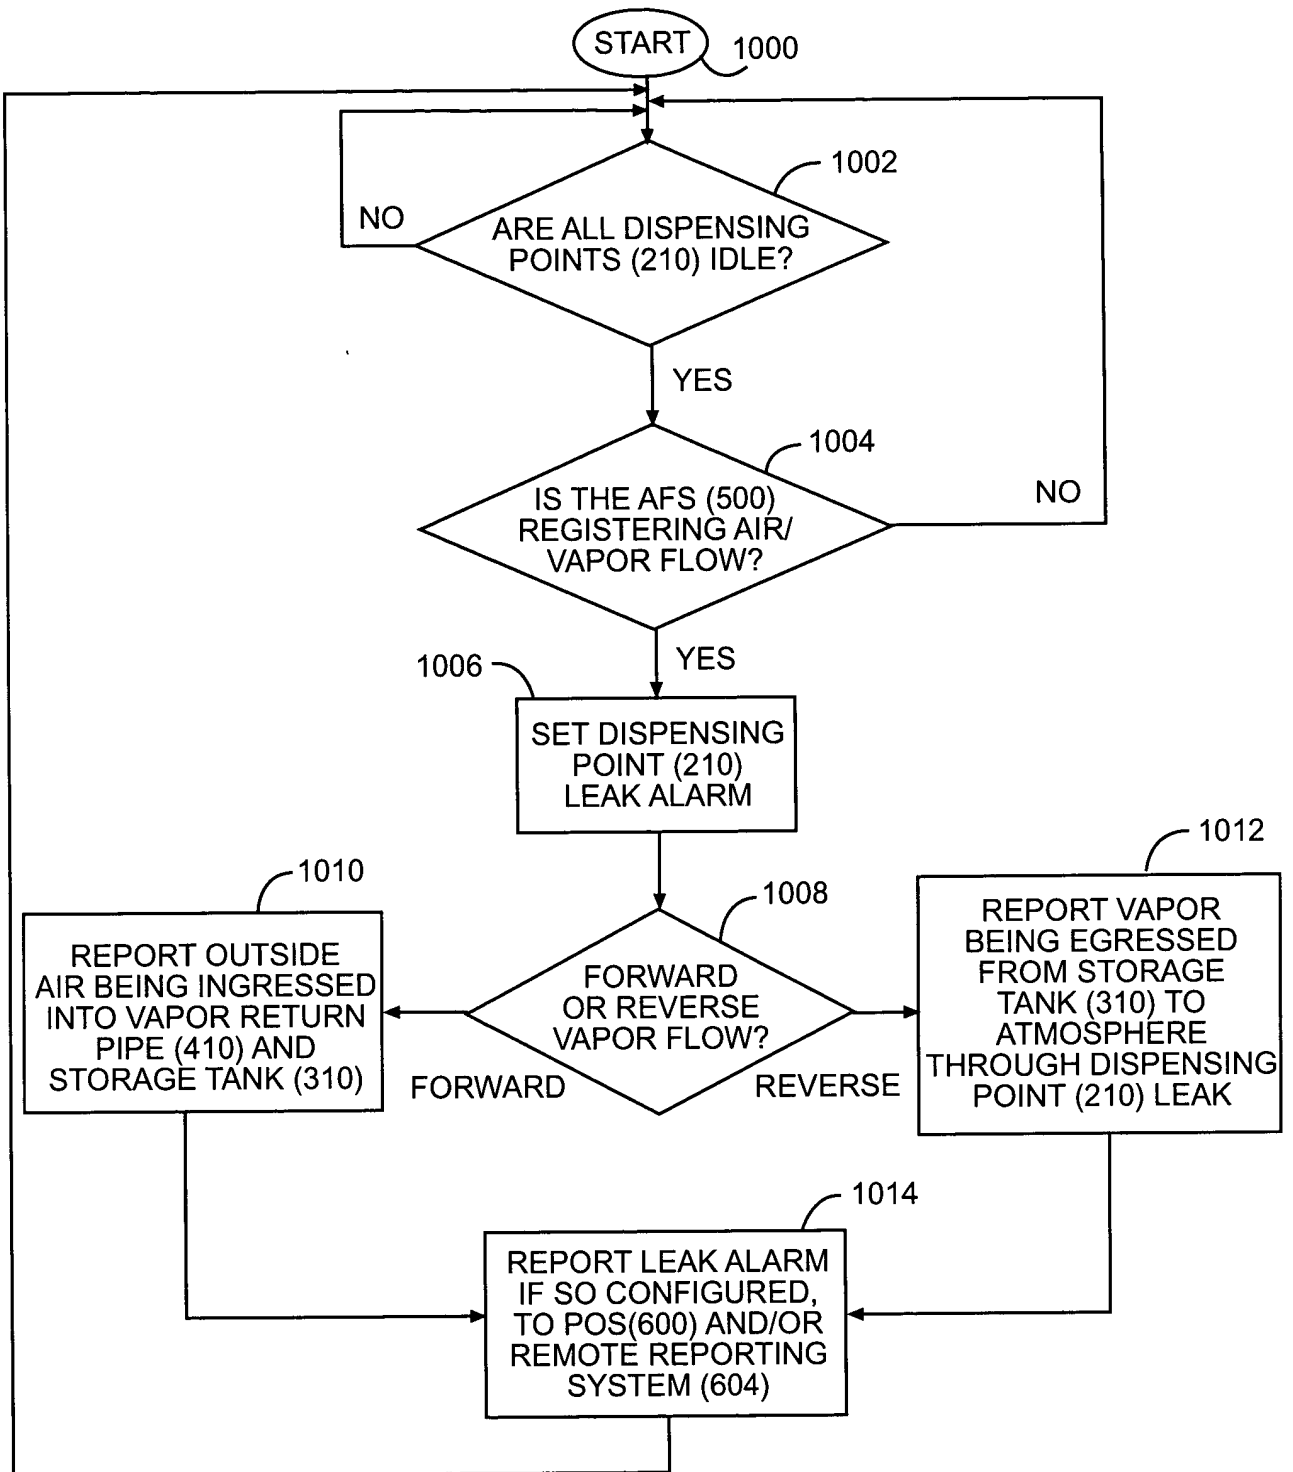 START
1000
1002
ARE ALL DISPENSING
POINTS (210) IDLE?
NO
YES
1004
IS THE AFS (500)
REGISTERING AIR/
VAPOR FLOW?
NO
YES
1006
SET DISPENSING
POINT (210)
LEAK ALARM
1008
FORWARD
OR REVERSE
VAPOR FLOW?
FORWARD
REVERSE
1010
REPORT OUTSIDE
AIR BEING INGRESSED
INTO VAPOR RETURN
PIPE (410) AND
STORAGE TANK (310)
1012
REPORT VAPOR
BEING EGRESSED
FROM STORAGE
TANK (310) TO
ATMOSPHERE
THROUGH DISPENSING
POINT (210) LEAK
1014
REPORT LEAK ALARM
IF SO CONFIGURED,
TO POS(600) AND/OR
REMOTE REPORTING
SYSTEM (604)